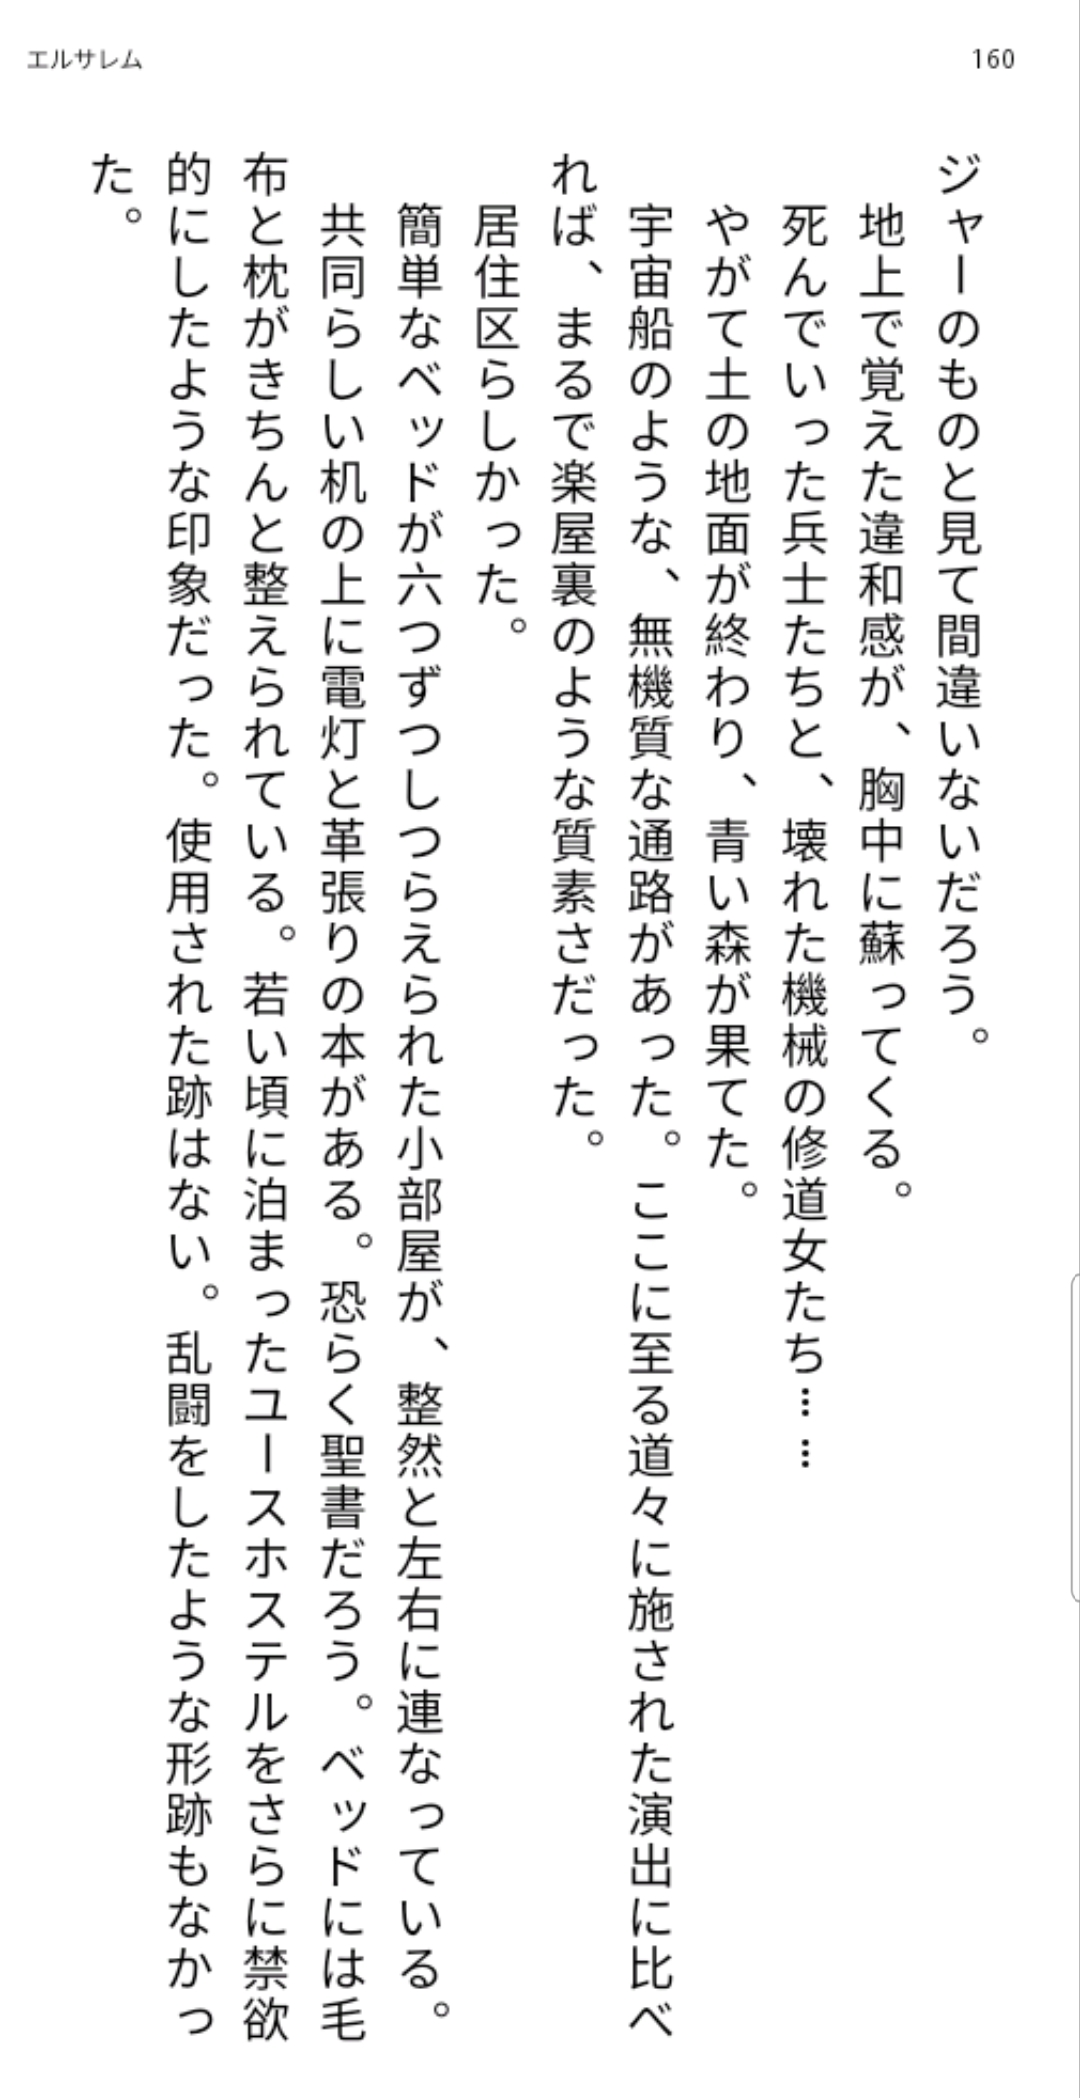 エルサレム
160
ジャーのものと見て間違いないだろう。
地上で覚えた違和感が、胸中に蘇ってくる。
死んでいった兵士たちと、壊れた機械の修道女たち……
やがて土の地面が終わり、青い森が果てた。
宇宙船のような、無機質な通路があった。ここに至る道々に施された演出に比べ
れば、まるで楽屋裏のような質素さだった。
居住区らしかった。
簡単なベッドが六つずつしつらえられた小部屋が、整然と左右に連なっている。
共同らしい机の上に電灯と革張りの本がある。恐らく聖書だろう。ベッドには毛
布と枕がきちんと整えられている。若い頃に泊まったユースホステルをさらに禁欲
的にしたような印象だった。使用された跡はない。乱闘をしたような形跡もなかっ
た。